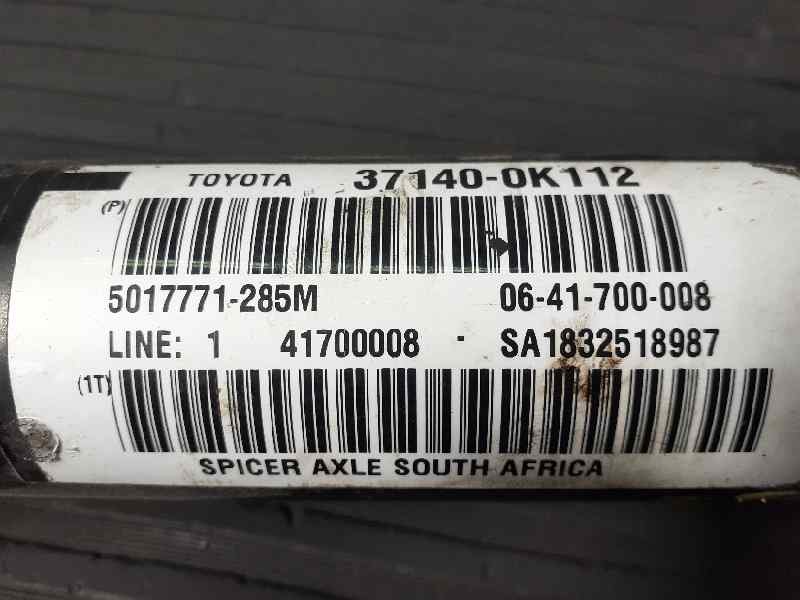 TOYOTA 37140-0K112
(P)
5017771-285M 06-41-700-008
LINE: 1 41700008 - SA1832518987
(1T)
SPICER AXLE SOUTH AFRICA